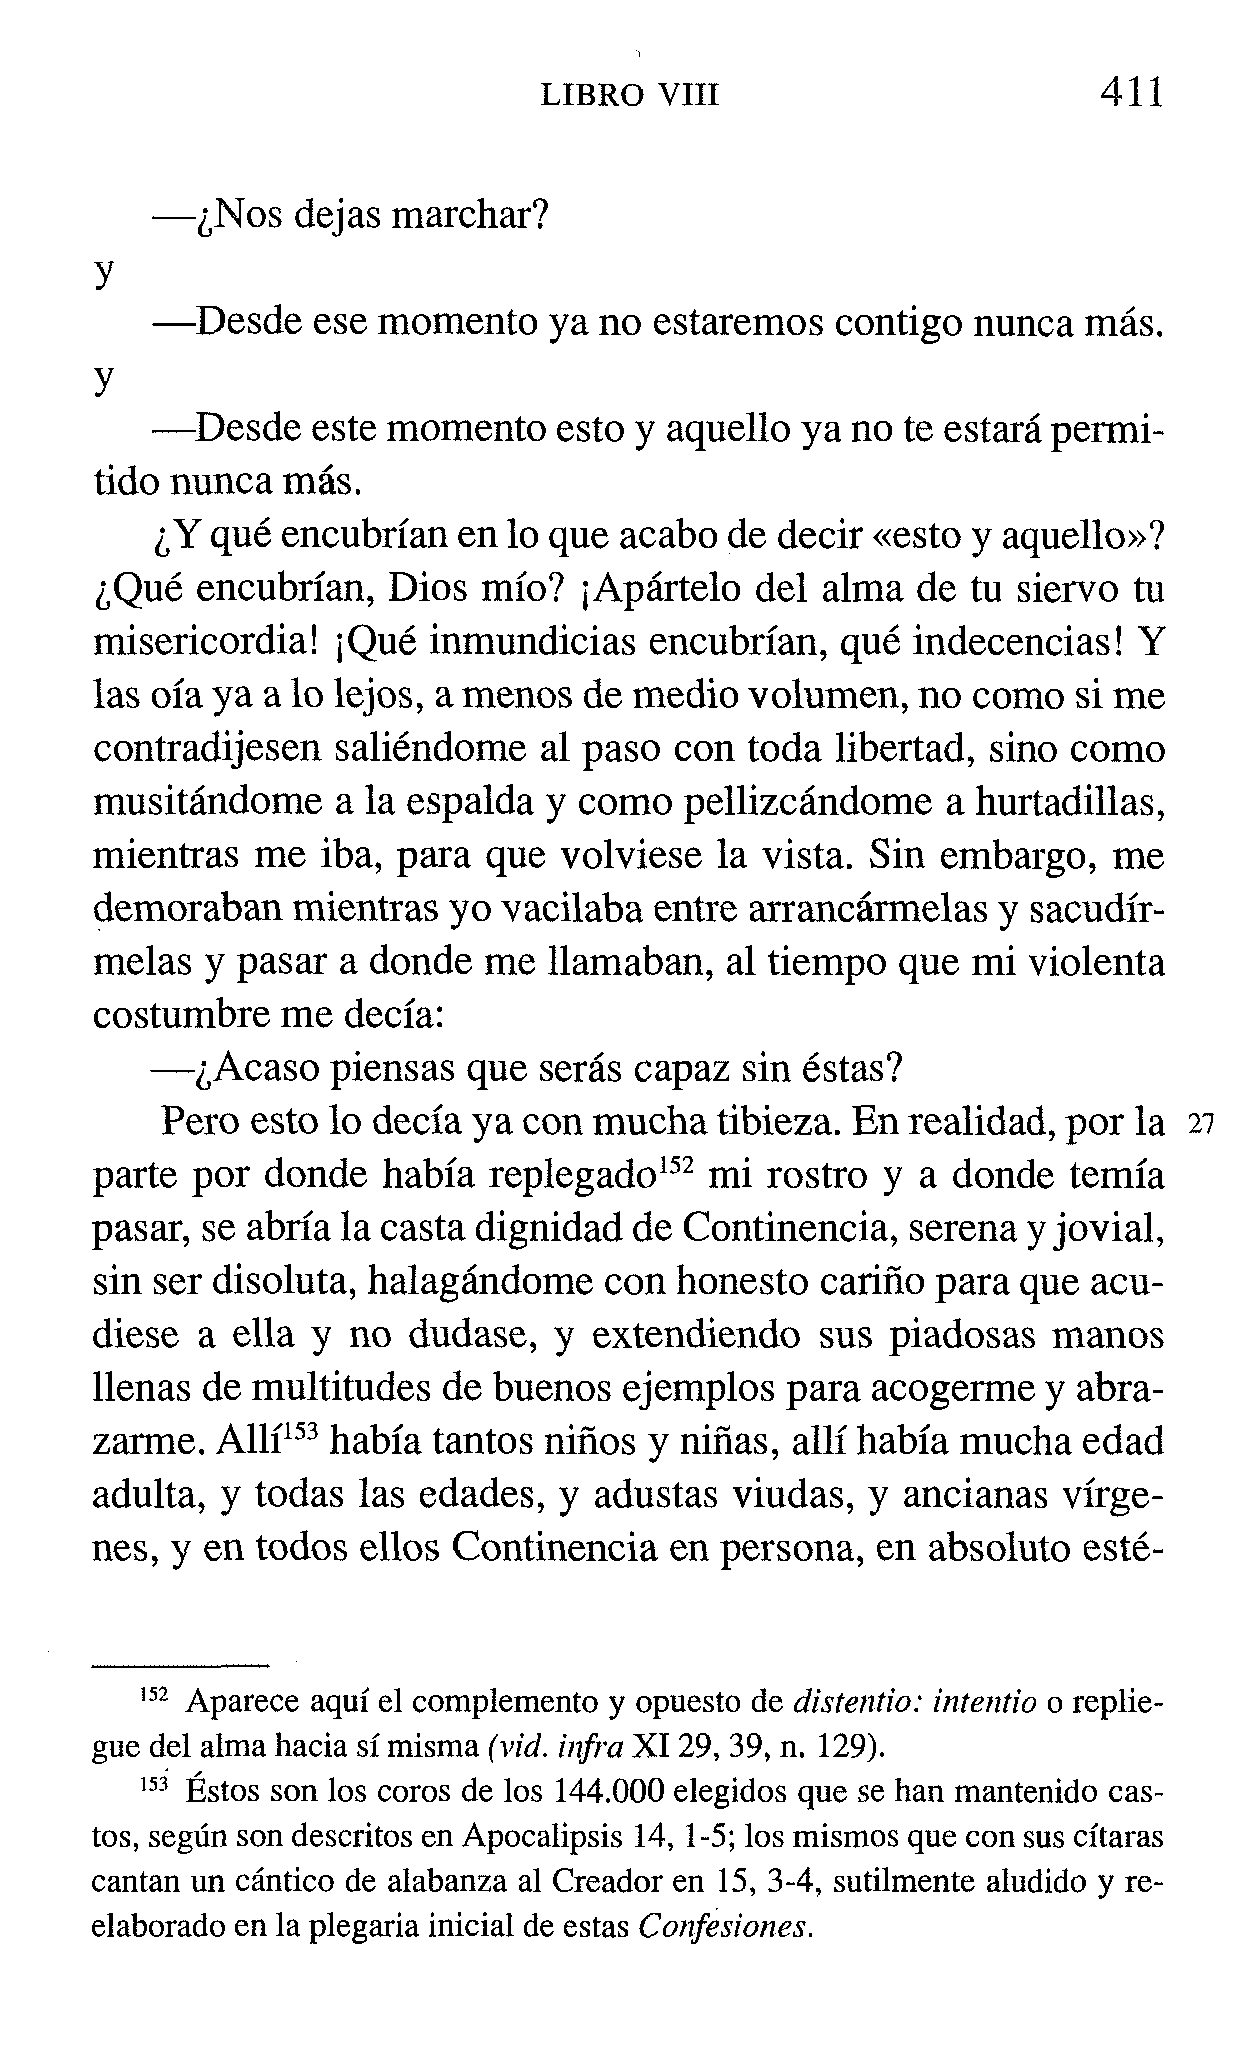 LIBRO VIII 411
—¿Nos dejas marchar?
y
—Desde ese momento ya no estaremos contigo nunca más.
y
—Desde este momento esto y aquello ya no te estará permi-
tido nunca más.
¿Y qué encubrían en lo que acabo de decir «esto y aquello»?
¿Qué encubrían, Dios mío? ¡Apártelo del alma de tu siervo tu
misericordia! ¡Qué inmundicias encubrían, qué indecencias! Y
las oía ya a lo lejos, a menos de medio volumen, no como si me
contradijesen saliéndome al paso con toda libertad, sino como
musitándome a la espalda y como pellizcándome a hurtadillas,
mientras me iba, para que volviese la vista. Sin embargo, me
demoraban mientras yo vacilaba entre arrancármelas y sacudír-
melas y pasar a donde me llamaban, al tiempo que mi violenta
costumbre me decía:
—¿Acaso piensas que serás capaz sin éstas?
Pero esto lo decía ya con mucha tibieza. En realidad, por la 27
parte por donde había replegado¹⁵² mi rostro y a donde temía
pasar, se abría la casta dignidad de Continencia, serena y jovial,
sin ser disoluta, halagándome con honesto cariño para que acu-
diese a ella y no dudase, y extendiendo sus piadosas manos
llenas de multitudes de buenos ejemplos para acogerme y abra-
zarme. Allí¹⁵³ había tantos niños y niñas, allí había mucha edad
adulta, y todas las edades, y adustas viudas, y ancianas vírge-
nes, y en todos ellos Continencia en persona, en absoluto esté-
¹⁵² Aparece aquí el complemento y opuesto de distentio: intentio o replie-
gue del alma hacia sí misma (vid. infra XI 29, 39, n. 129).
¹⁵³ Éstos son los coros de los 144.000 elegidos que se han mantenido cas-
tos, según son descritos en Apocalipsis 14, 1-5; los mismos que con sus cítaras
cantan un cántico de alabanza al Creador en 15, 3-4, sutilmente aludido y re-
elaborado en la plegaria inicial de estas Confesiones.